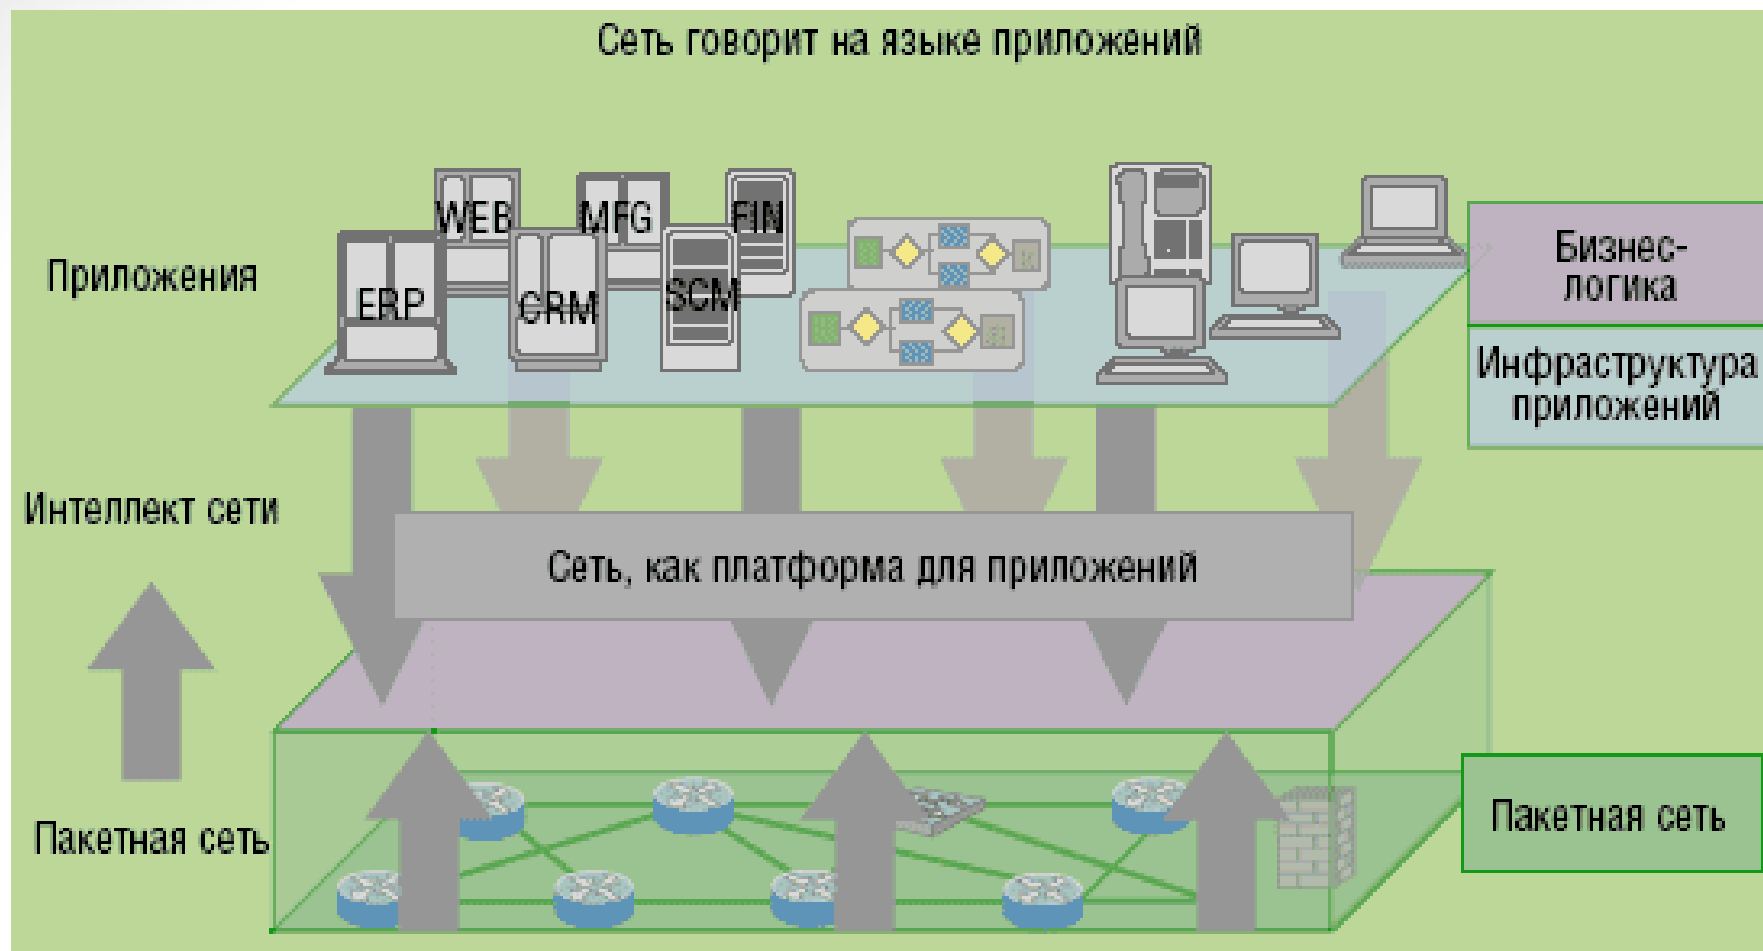 Сеть говорит на языке приложений
WEB
MFG
FIN
ERP
CRM
SCM
Приложения
Бизнес-
логика
Инфраструктура
приложений
Интеллект сети
Сеть, как платформа для приложений
Пакетная сеть
Пакетная сеть